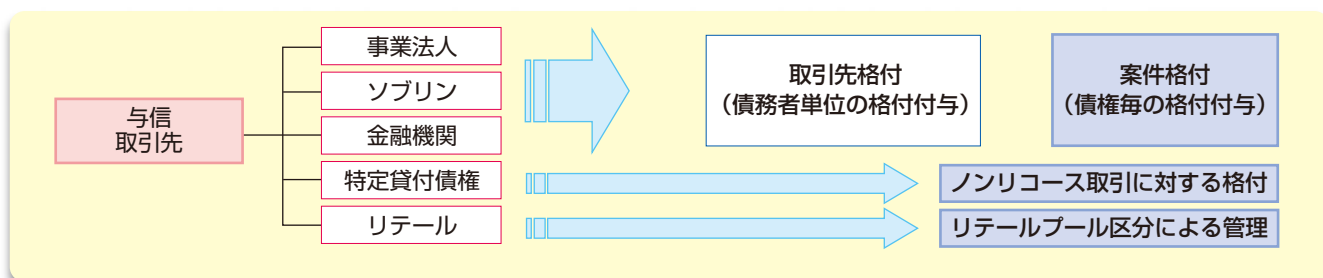 与信
取引先
事業法人
ソブリン
金融機関
特定貸付債権
リテール
取引先格付
（債務者単位の格付付与）
案件格付
（債権毎の格付付与）
ノンリコース取引に対する格付
リテールプール区分による管理